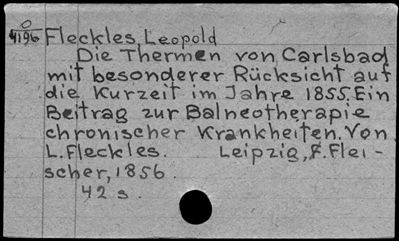 o
4196 Fleckles, Leopold
Die Thermen von Carlsbad
mit besonderer Rücksicht auf
die Kurzeit im Jahre 1855. Ein
Beitrag zur Balneotherapie
chronischer Krankheiten. Von
L. Fleckles. Leipzig, F. Flei-
scher, 1856.
42 s.